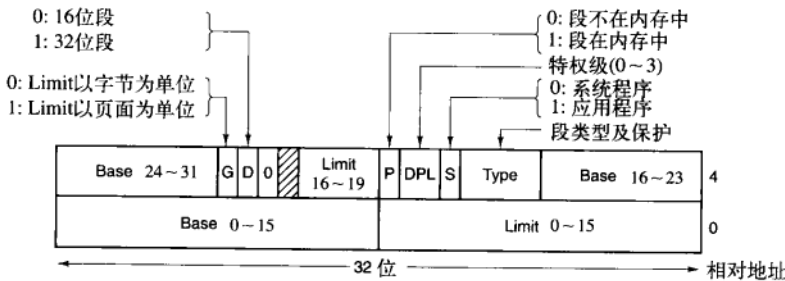 0: 16位段
1: 32位段
0: Limit以字节为单位
1: Limit以页面为单位
0: 段不在内存中
1: 段在内存中
特权级(0~3)
0: 系统程序
1: 应用程序
段类型及保护
Base 24~31 G D 0 Limit 16~19 P DPL S Type Base 16~23 4
Base 0~15 Limit 0~15 0
32 位 相对地址